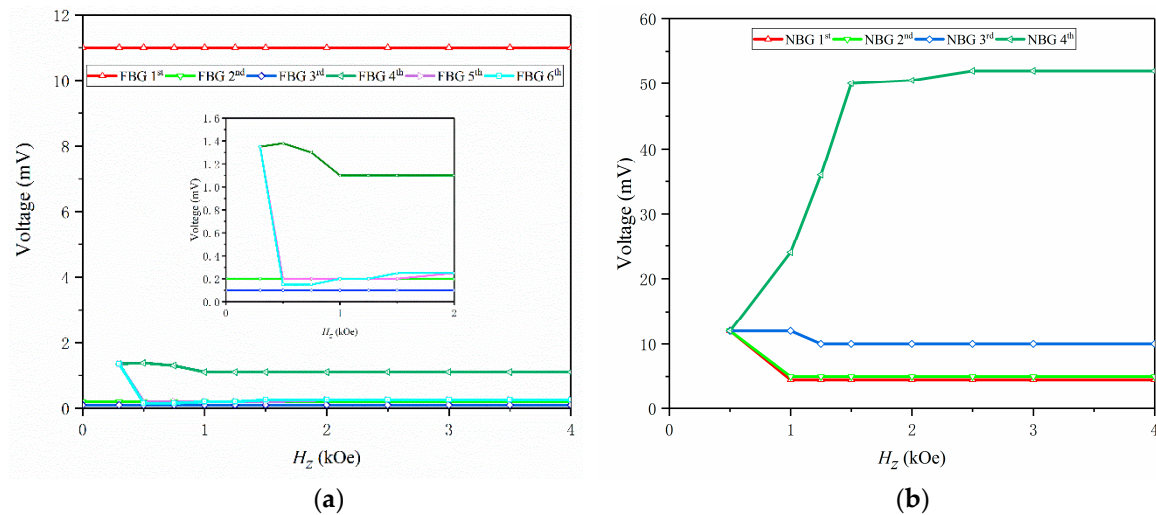 12
10
8
6
4
2
0
Voltage (mV)
FBG 1st FBG 2nd FBG 3rd FBG 4th FBG 5th FBG 6th
1.6
1.4
1.2
1.0
0.8
0.6
0.4
0.2
0.0
Voltege (mV)
0 1 2
Hz (kOe)
0 1 2 3 4
Hz (kOe)
(a)
60
50
40
30
20
10
0
Voltage (mV)
NBG 1st NBG 2nd NBG 3rd NBG 4th
0 1 2 3 4
Hz (kOe)
(b)